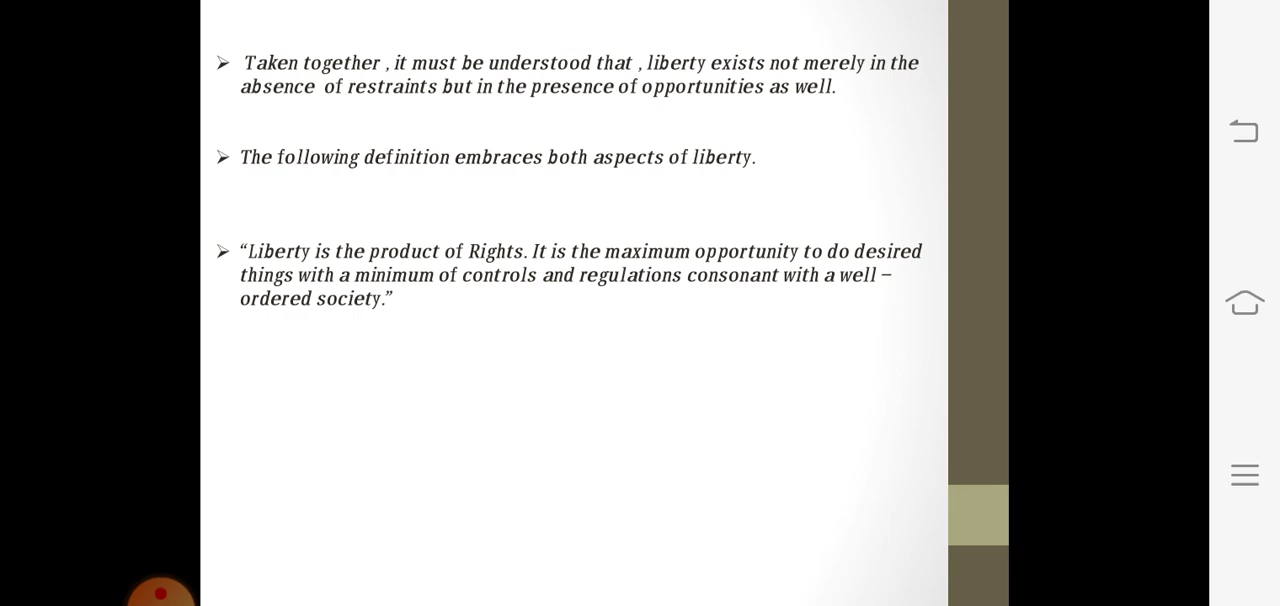 Taken together , it must be understood that , liberty exists not merely in the
absence of restraints but in the presence of opportunities as well.
The following definition embraces both aspects of liberty.
“Liberty is the product of Rights. It is the maximum opportunity to do desired
things with a minimum of controls and regulations consonant with a well –
ordered society.”